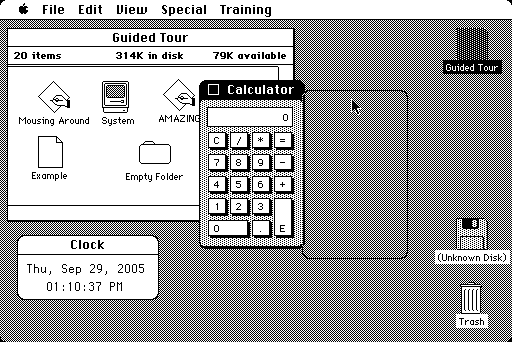 File Edit View Special Training
Guided Tour
20 items 314K in disk 79K available
Mousing Around
System
AMAZING
Example
Empty Folder
Calculator
0
C / * =
7 8 9 -
4 5 6 +
1 2 3
0 . E
Clock
Thu, Sep 29, 2005
01:10:37 PM
Guided Tour
(Unknown Disk)
Trash